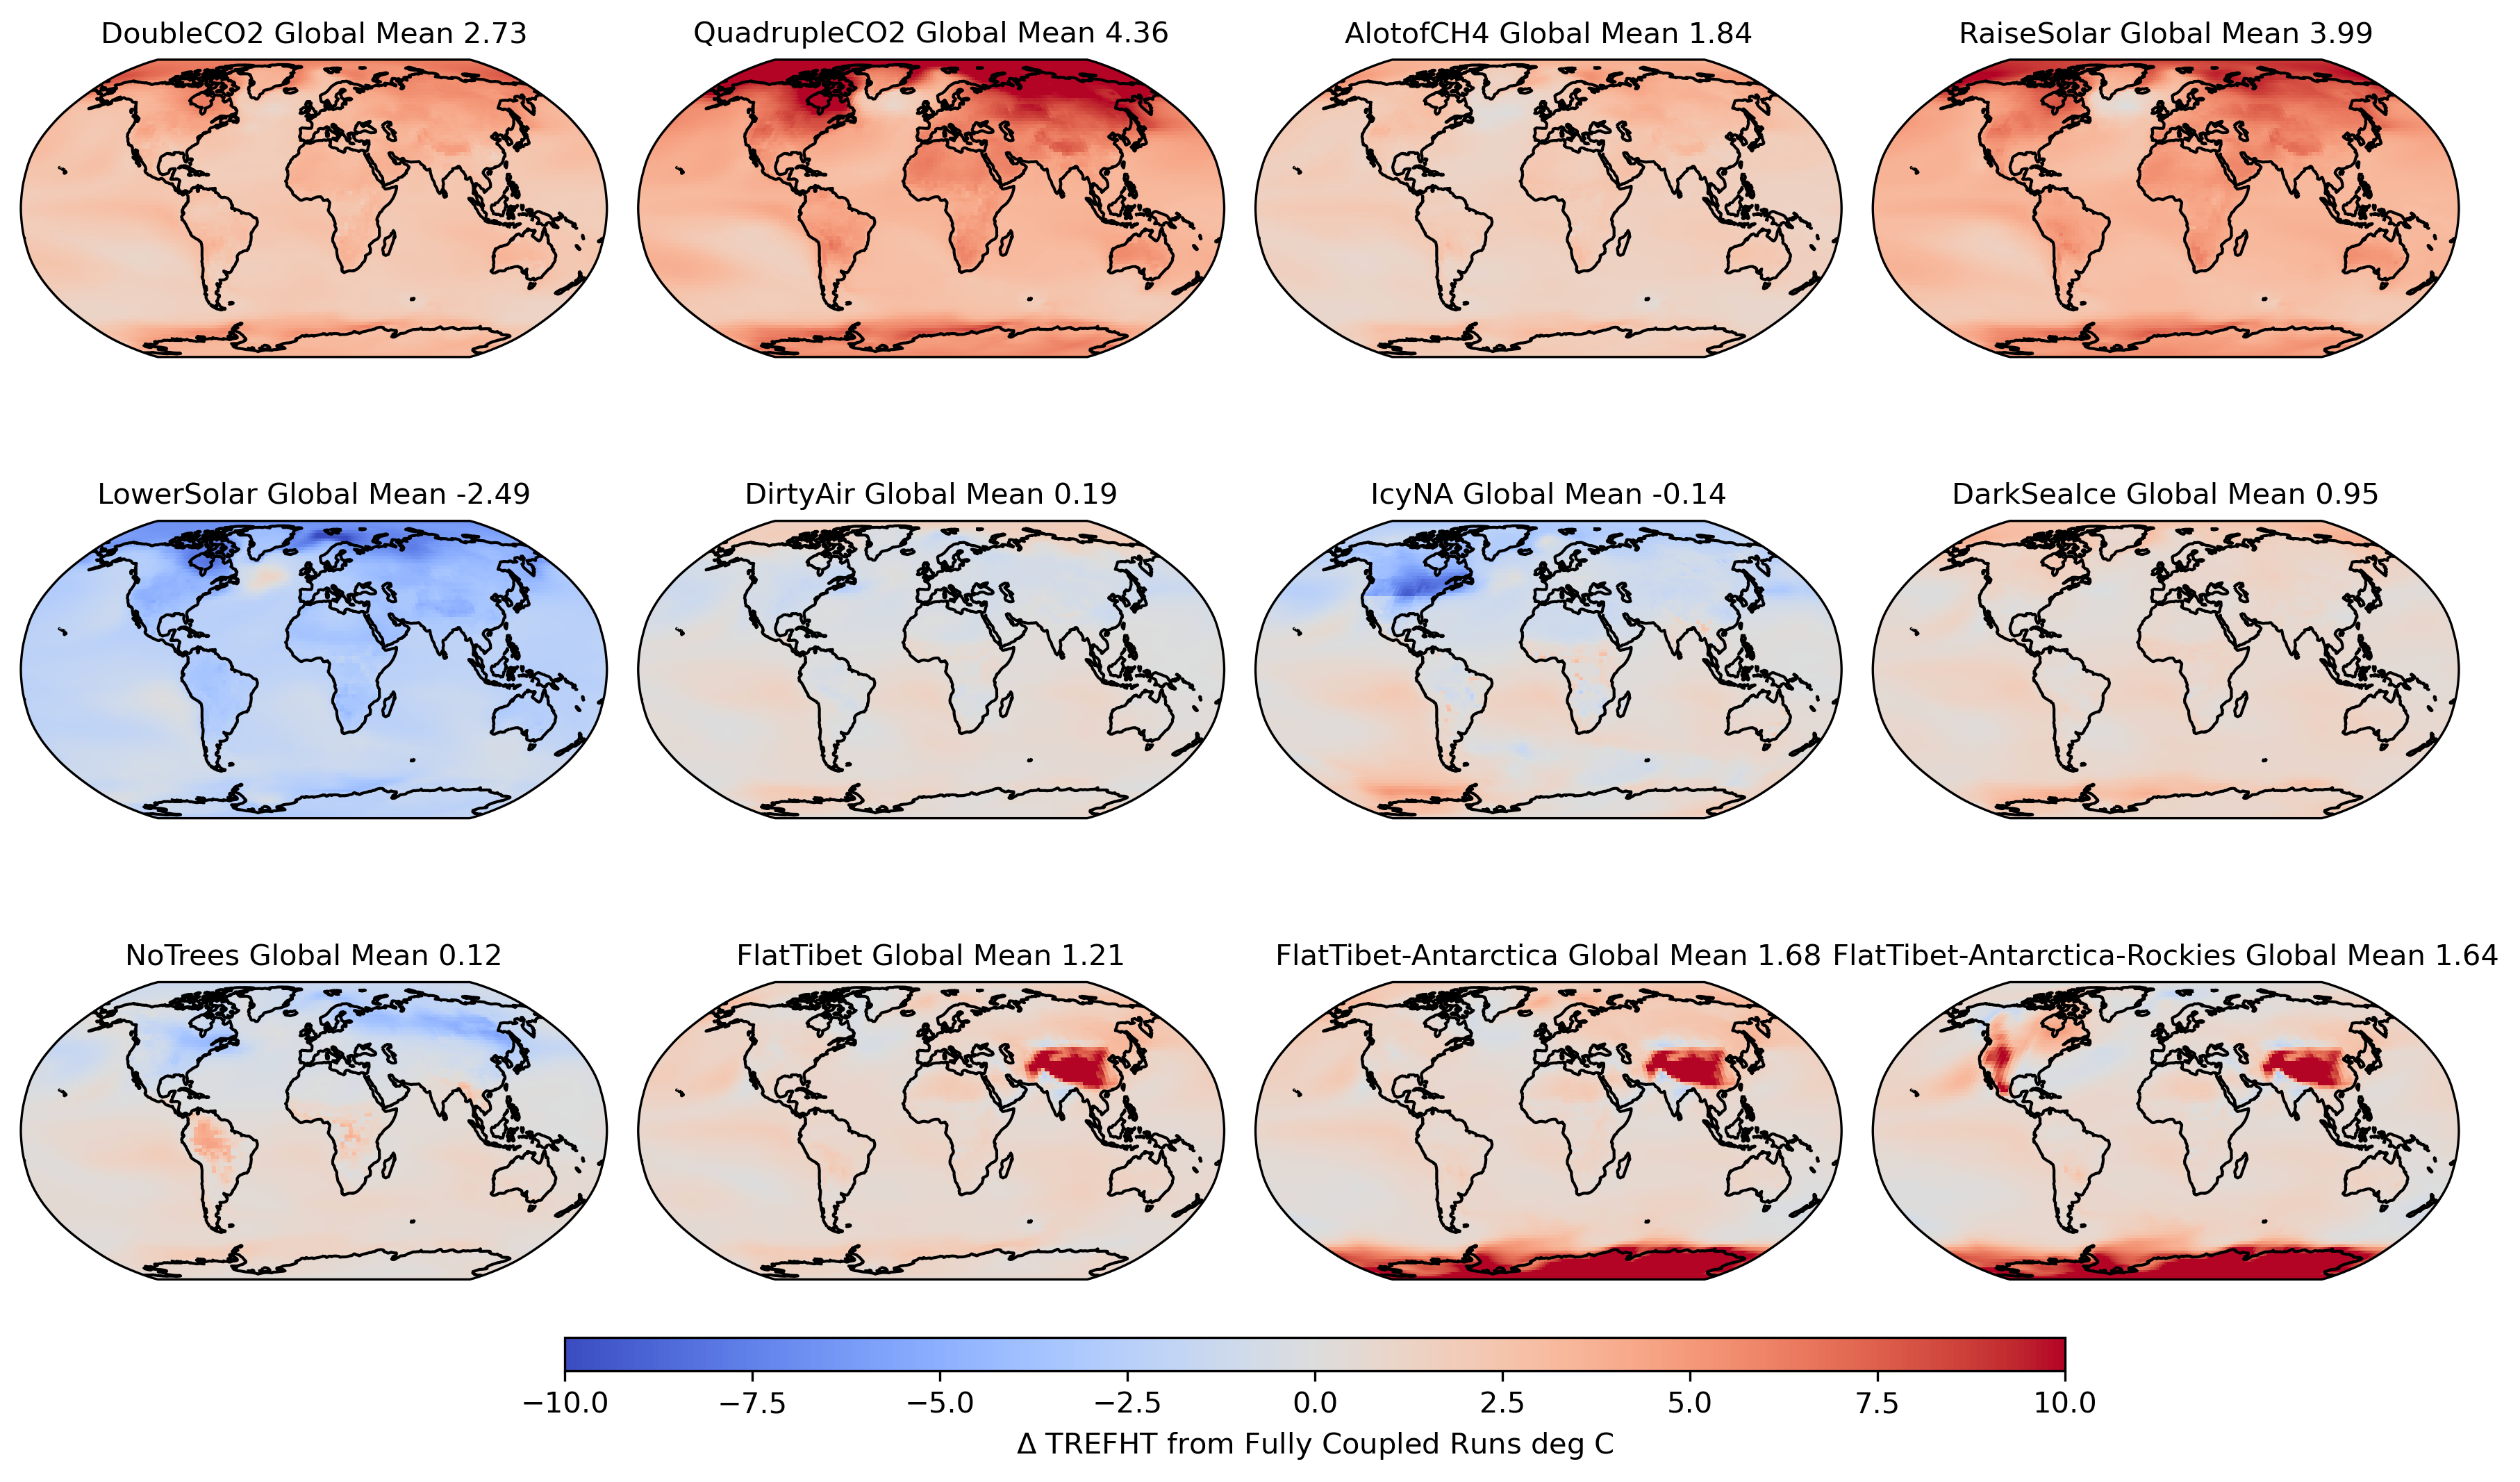 DoubleCO2 Global Mean 2.73
QuadrupleCO2 Global Mean 4.36
AlotofCH4 Global Mean 1.84
RaiseSolar Global Mean 3.99
LowerSolar Global Mean -2.49
DirtyAir Global Mean 0.19
IcyNA Global Mean -0.14
DarkSeaIce Global Mean 0.95
NoTrees Global Mean 0.12
FlatTibet Global Mean 1.21
FlatTibet-Antarctica Global Mean 1.68
FlatTibet-Antarctica-Rockies Global Mean 1.64
−10.0 −7.5 −5.0 −2.5 0.0 2.5 5.0 7.5 10.0
Δ TREFHT from Fully Coupled Runs deg C